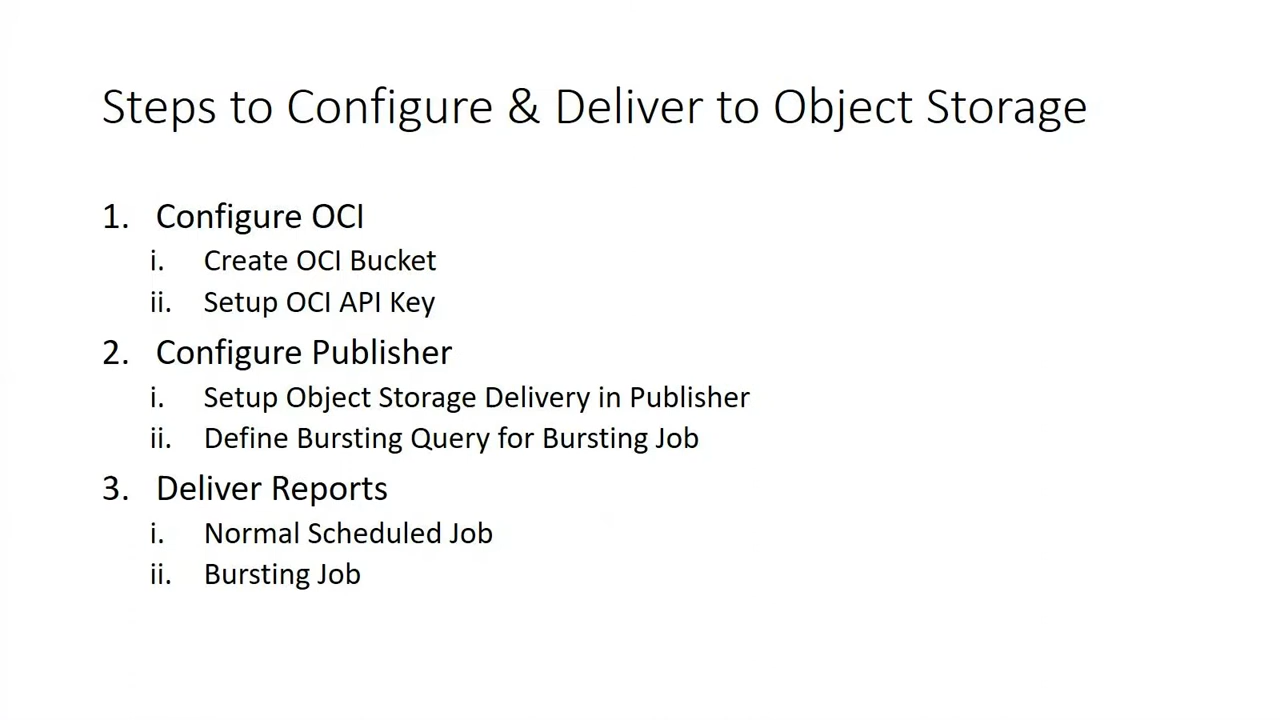 Steps to Configure & Deliver to Object Storage
1. Configure OCI
i. Create OCI Bucket
ii. Setup OCI API Key
2. Configure Publisher
i. Setup Object Storage Delivery in Publisher
ii. Define Bursting Query for Bursting Job
3. Deliver Reports
i. Normal Scheduled Job
ii. Bursting Job